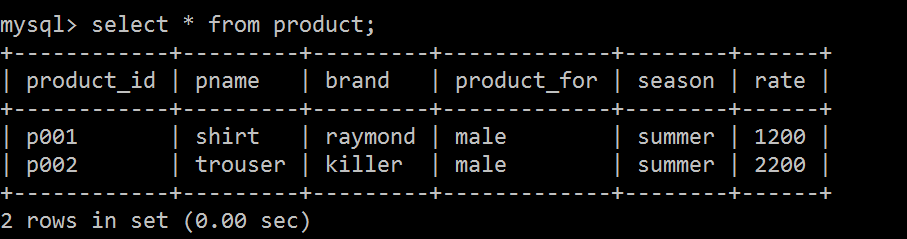 mysql> select * from product;
+------------+---------+---------+-------------+--------+------+
| product_id | pname   | brand   | product_for | season | rate |
+------------+---------+---------+-------------+--------+------+
| p001       | shirt   | raymond | male        | summer | 1200 |
| p002       | trouser | killer  | male        | summer | 2200 |
+------------+---------+---------+-------------+--------+------+
2 rows in set (0.00 sec)